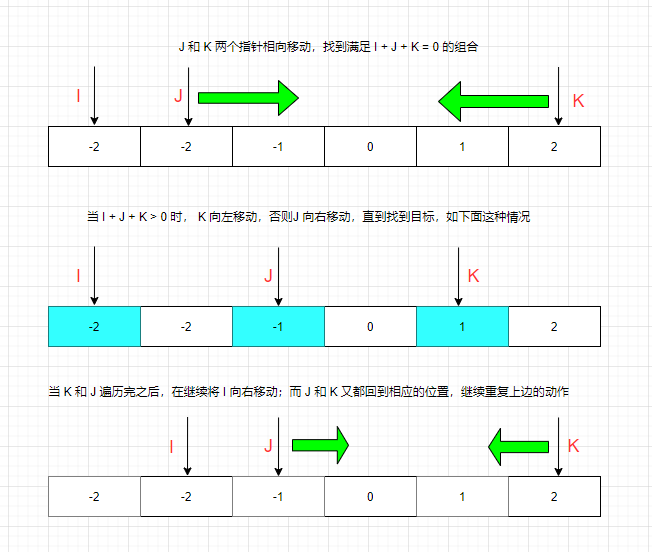 J 和 K 两个指针相向移动，找到满足 I + J + K = 0 的组合
I J K
-2 -2 -1 0 1 2
当 I + J + K > 0 时， K 向左移动，否则J 向右移动，直到找到目标，如下面这种情况
I J K
-2 -2 -1 0 1 2
当 K 和 J 遍历完之后，在继续将 I 向右移动；而 J 和 K 又都回到相应的位置，继续重复上边的动作
I J K
-2 -2 -1 0 1 2